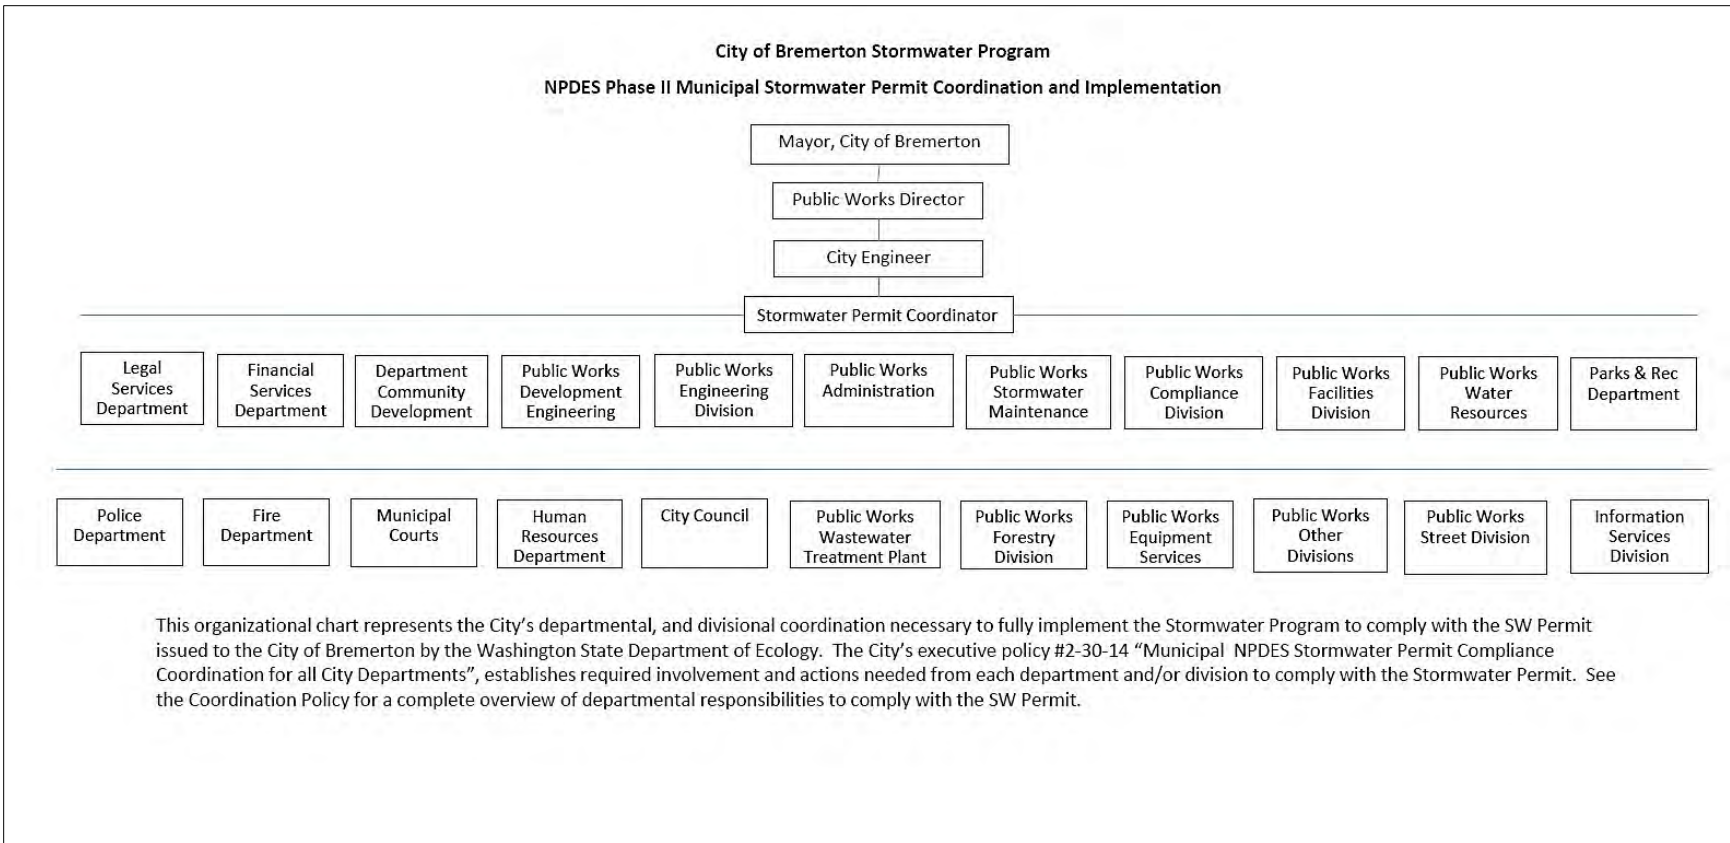 City of Bremerton Stormwater Program
NPDES Phase II Municipal Stormwater Permit Coordination and Implementation
Mayor, City of Bremerton
Public Works Director
City Engineer
Stormwater Permit Coordinator
Legal
Services
Department
Financial
Services
Department
Department
Community
Development
Public Works
Development
Engineering
Public Works
Engineering
Division
Public Works
Administration
Public Works
Stormwater
Maintenance
Public Works
Compliance
Division
Public Works
Facilities
Division
Public Works
Water
Resources
Parks & Rec
Department
Police
Department
Fire
Department
Municipal
Courts
Human
Resources
Department
City Council
Public Works
Wastewater
Treatment Plant
Public Works
Forestry
Division
Public Works
Equipment
Services
Public Works
Other
Divisions
Public Works
Street Division
Information
Services
Division
This organizational chart represents the City’s departmental, and divisional coordination necessary to fully implement the Stormwater Program to comply with the SW Permit
issued to the City of Bremerton by the Washington State Department of Ecology. The City’s executive policy #2-30-14 “Municipal NPDES Stormwater Permit Compliance
Coordination for all City Departments”, establishes required involvement and actions needed from each department and/or division to comply with the Stormwater Permit. See
the Coordination Policy for a complete overview of departmental responsibilities to comply with the SW Permit.